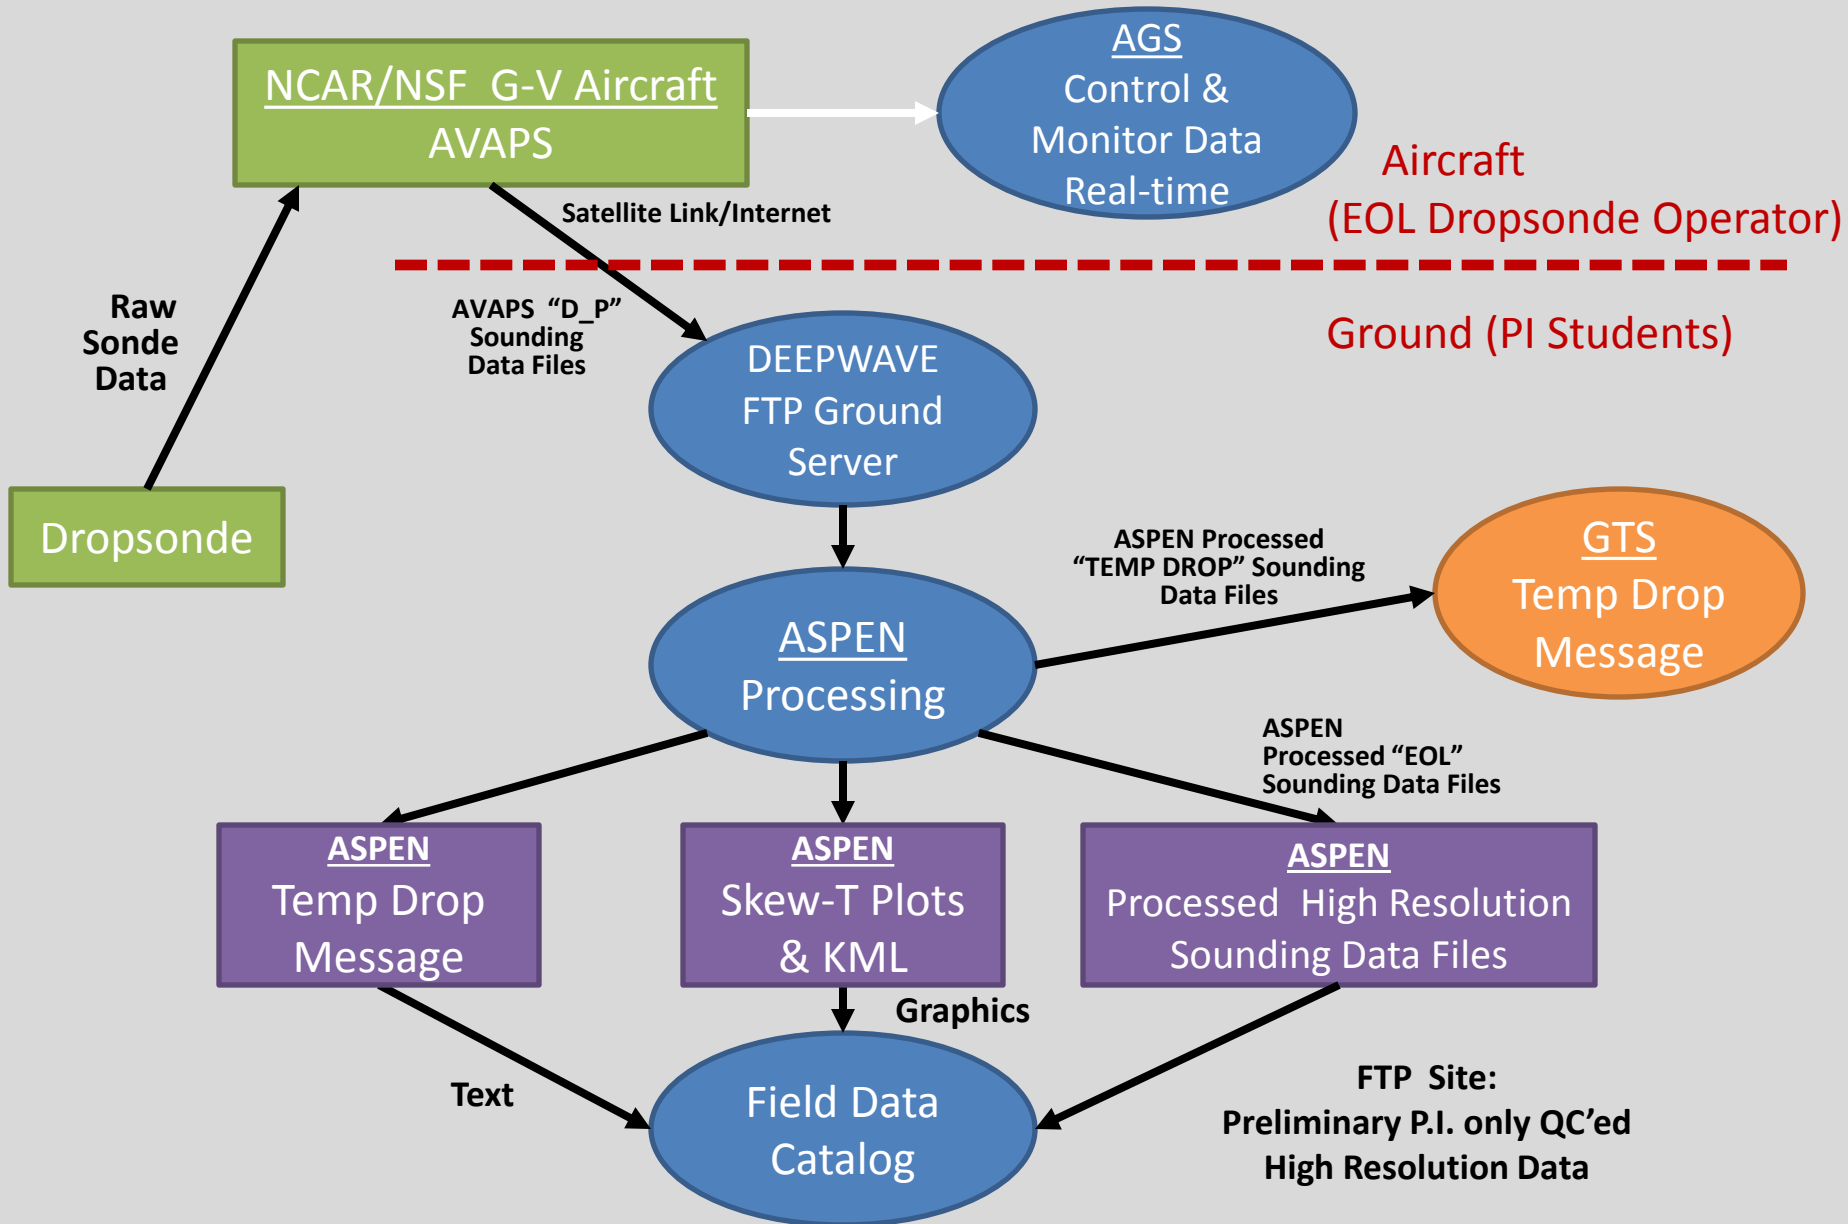 NCAR/NSF  G-V Aircraft
AVAPS
AGS
Control &
Monitor Data
Real-time
Aircraft
(EOL Dropsonde Operator)
Satellite Link/Internet
Raw
Sonde
Data
AVAPS  “D_P”
Sounding
Data Files
Ground (PI Students)
DEEPWAVE
FTP Ground
Server
Dropsonde
ASPEN Processed
“TEMP DROP” Sounding
Data Files
GTS
Temp Drop
Message
ASPEN
Processing
ASPEN
Processed “EOL”
Sounding Data Files
ASPEN
Temp Drop
Message
ASPEN
Skew-T Plots
& KML
ASPEN
Processed  High Resolution
Sounding Data Files
Graphics
Text
Field Data
Catalog
FTP  Site:
Preliminary P.I. only QC’ed
High Resolution Data